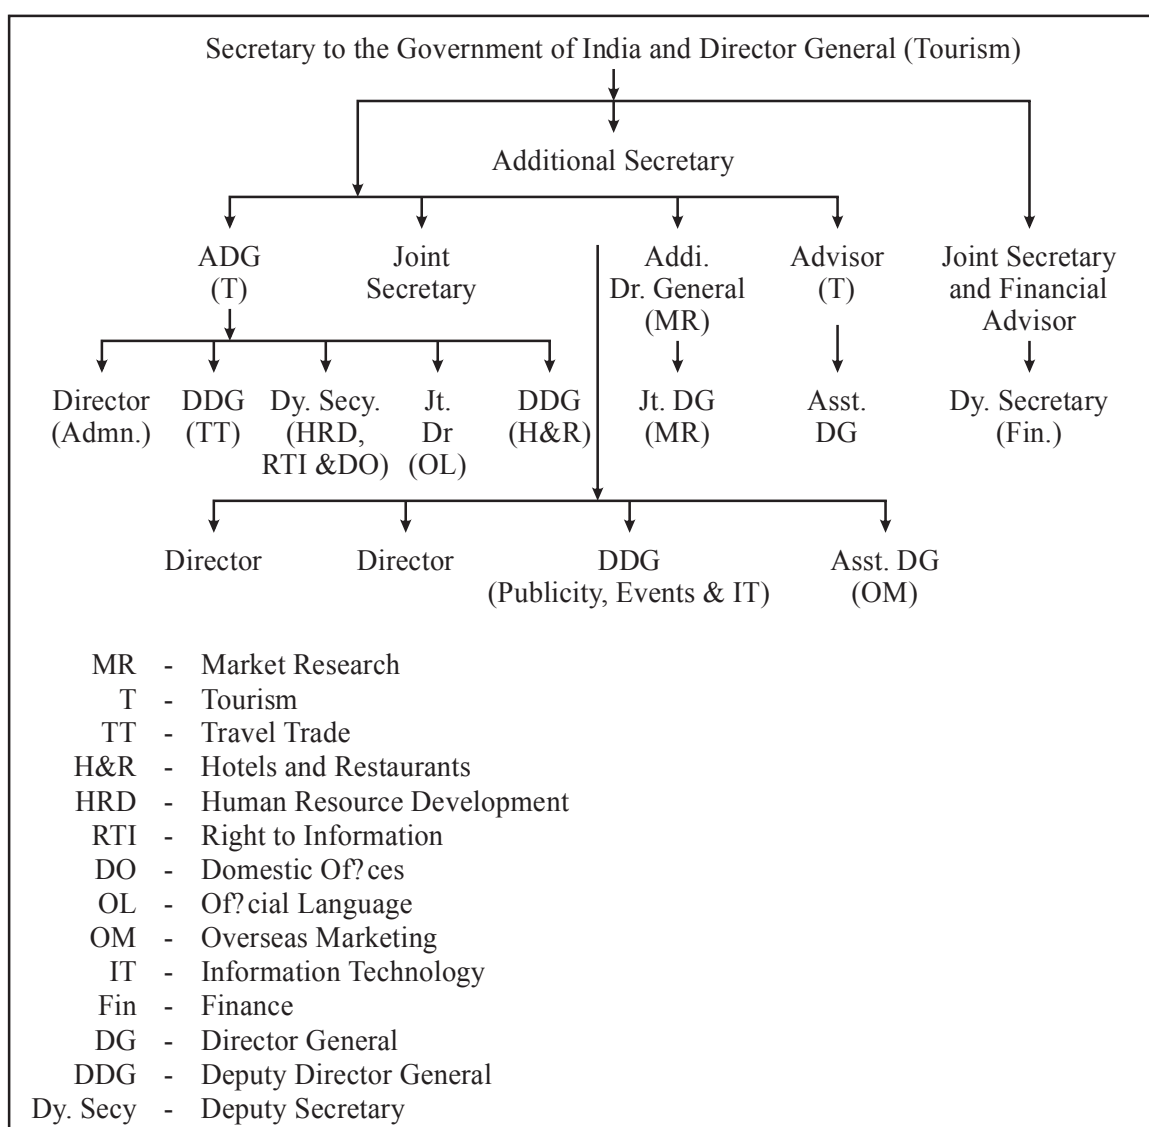 Secretary to the Government of India and Director General (Tourism)
Additional Secretary
ADG
(T)
Joint
Secretary
Addi.
Dr. General
(MR)
Advisor
(T)
Joint Secretary
and Financial
Advisor
Director
(Admn.)
DDG
(TT)
Dy. Secy.
(HRD,
RTI &DO)
Jt.
Dr
(OL)
DDG
(H&R)
Jt. DG
(MR)
Asst.
DG
Dy. Secretary
(Fin.)
Director
Director
DDG
(Publicity, Events & IT)
Asst. DG
(OM)
MR - Market Research
T - Tourism
TT - Travel Trade
H&R - Hotels and Restaurants
HRD - Human Resource Development
RTI - Right to Information
DO - Domestic Of?ces
OL - Of?cial Language
OM - Overseas Marketing
IT - Information Technology
Fin - Finance
DG - Director General
DDG - Deputy Director General
Dy. Secy - Deputy Secretary